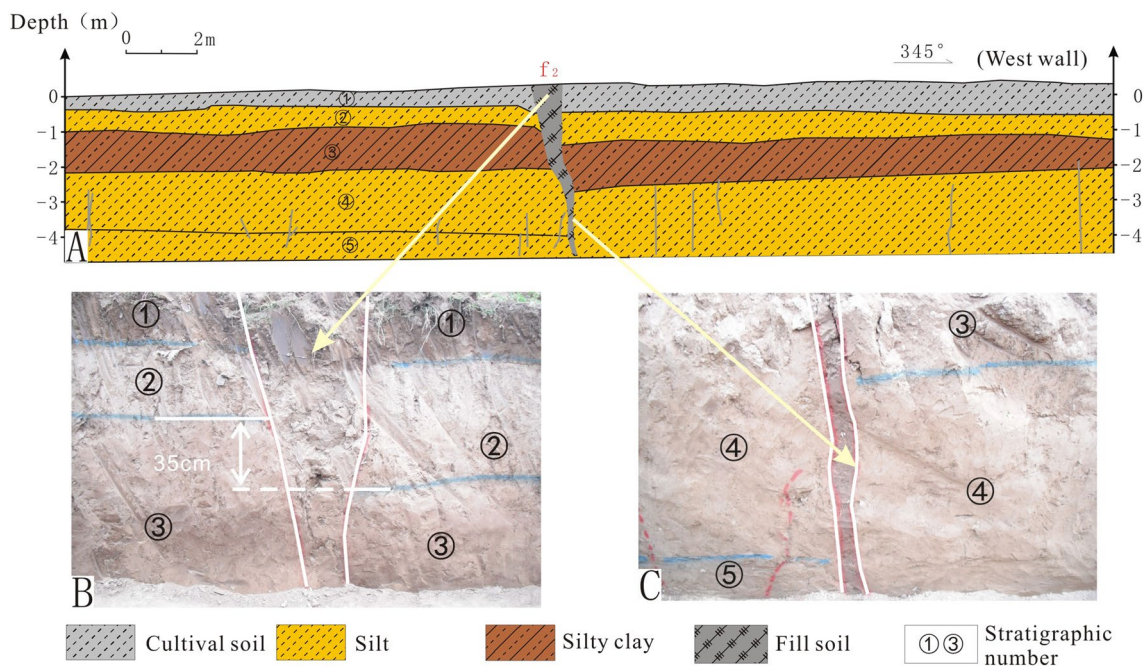 Depth（m）
0 2m
f₂
345°
(West wall)
0
-1
-2
-3
-4
0
-1
-2
-3
-4
①
②
③
④
⑤
A
①
①
②
②
35cm
③
③
B
③
④
④
⑤
C
Cultival soil
Silt
Silty clay
Fill soil
①③
Stratigraphic
number